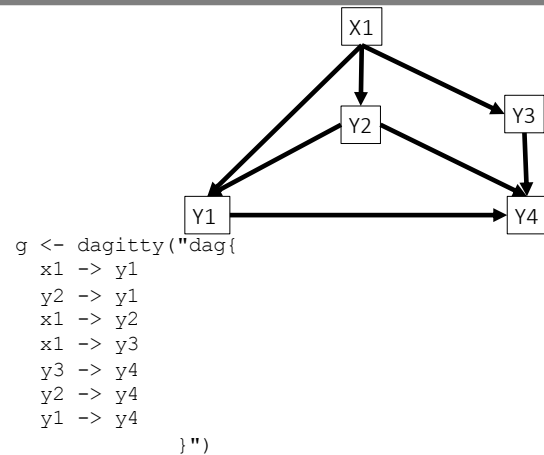 X1
Y2
Y3
Y1
Y4
g <- dagitty("dag{
  x1 -> y1
  y2 -> y1
  x1 -> y2
  x1 -> y3
  y3 -> y4
  y2 -> y4
  y1 -> y4
              }")